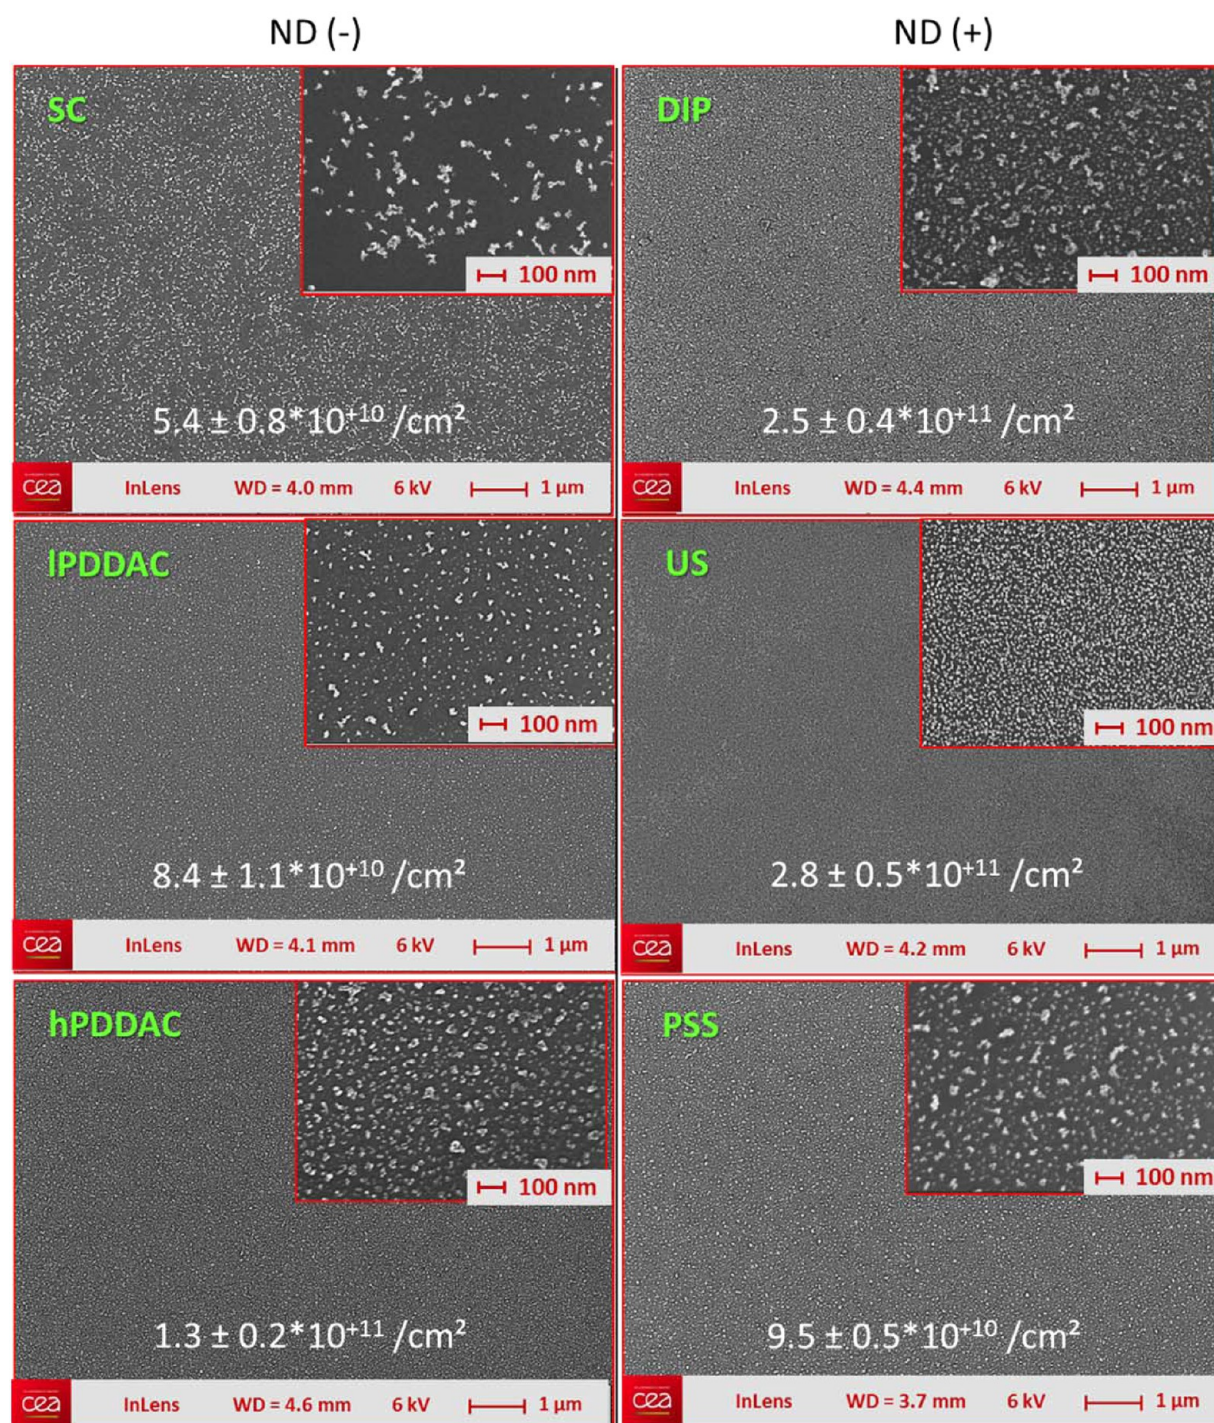 ND (-)
ND (+)
SC
100 nm
5.4 ± 0.8*10⁺¹⁰ /cm²
cea InLens WD = 4.0 mm 6 kV 1 µm
DIP
100 nm
2.5 ± 0.4*10⁺¹¹ /cm²
cea InLens WD = 4.4 mm 6 kV 1 µm
lPDDAC
100 nm
8.4 ± 1.1*10⁺¹⁰ /cm²
cea InLens WD = 4.1 mm 6 kV 1 µm
US
100 nm
2.8 ± 0.5*10⁺¹¹ /cm²
cea InLens WD = 4.2 mm 6 kV 1 µm
hPDDAC
100 nm
1.3 ± 0.2*10⁺¹¹ /cm²
cea InLens WD = 4.6 mm 6 kV 1 µm
PSS
100 nm
9.5 ± 0.5*10⁺¹⁰ /cm²
cea InLens WD = 3.7 mm 6 kV 1 µm